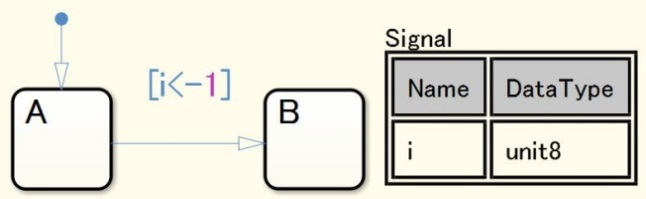 Signal
[i<-1]
A
B
Name DataType
i unit8